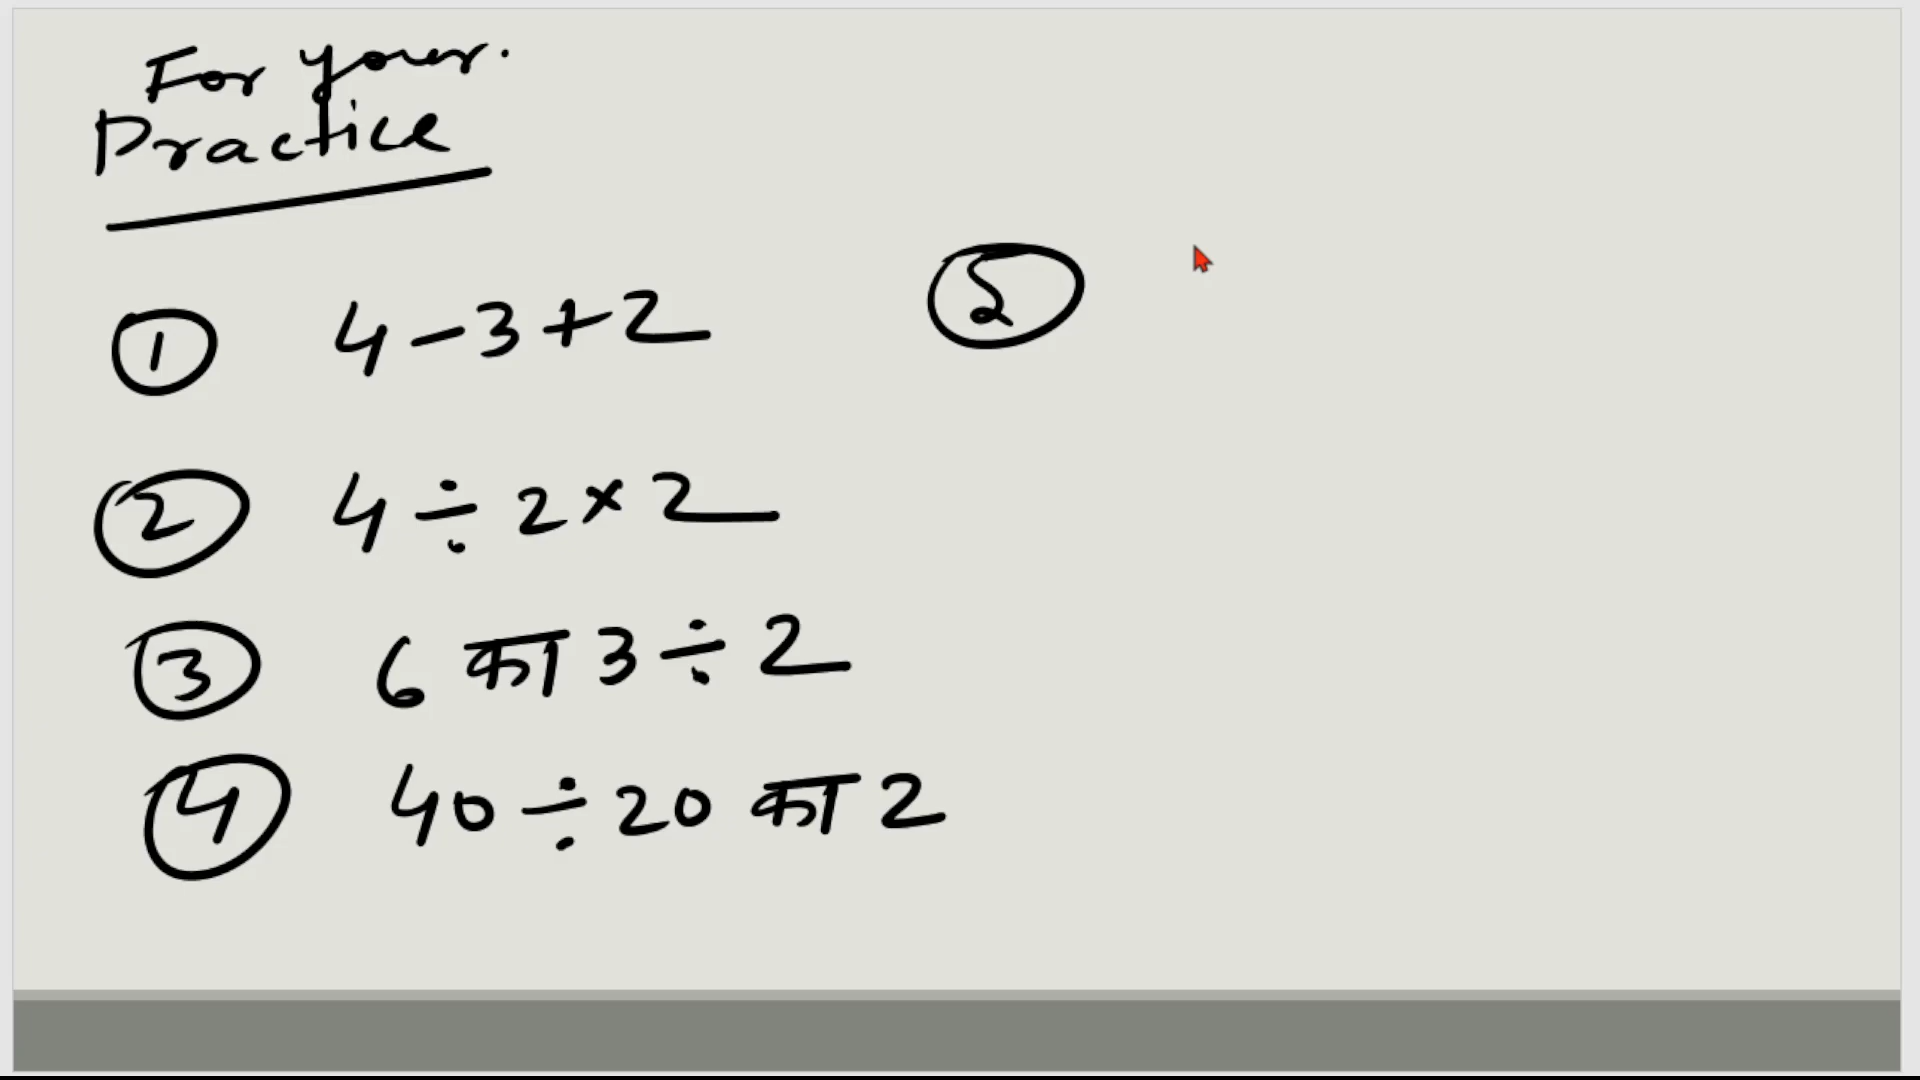 For your.
Practice
① 4-3+2
② 4÷2×2
③ 6 का 3÷2
④ 40÷20 का 2
⑤